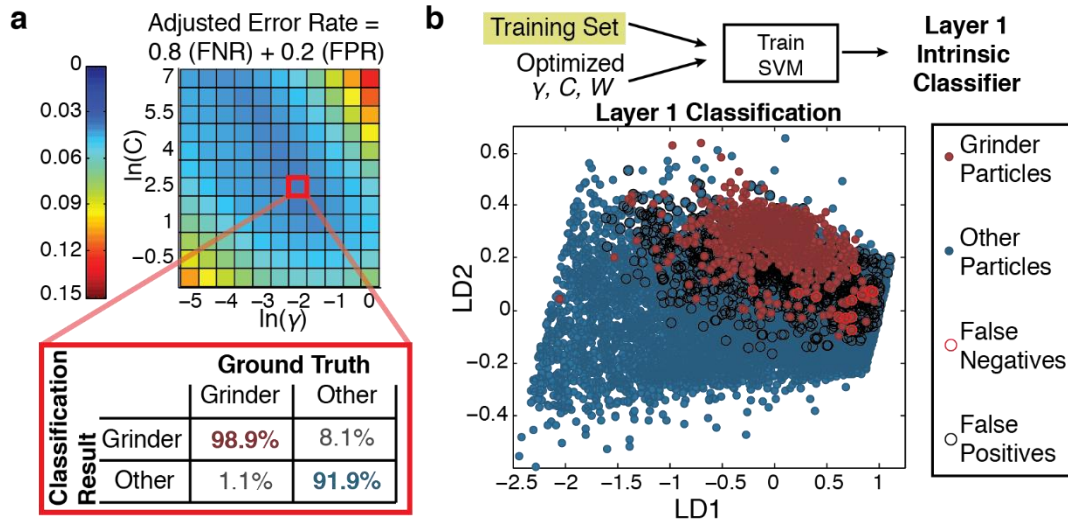 a
Adjusted Error Rate =
0.8 (FNR) + 0.2 (FPR)
0
0.03
0.06
0.09
0.12
0.15
ln(C)
7
5.5
4
2.5
1
−0.5
−5 −4 −3 −2 −1 0
ln(γ)
Ground Truth
Classification
Result
Grinder Other
Grinder 98.9% 8.1%
Other 1.1% 91.9%
b
Training Set
Optimized
γ, C, W
Train
SVM
Layer 1
Intrinsic
Classifier
Layer 1 Classification
LD2
0.6
0.4
0.2
0
−0.2
−0.4
−2.5 −2 −1.5 −1 −0.5 0 0.5 1
LD1
Grinder
Particles
Other
Particles
False
Negatives
False
Positives